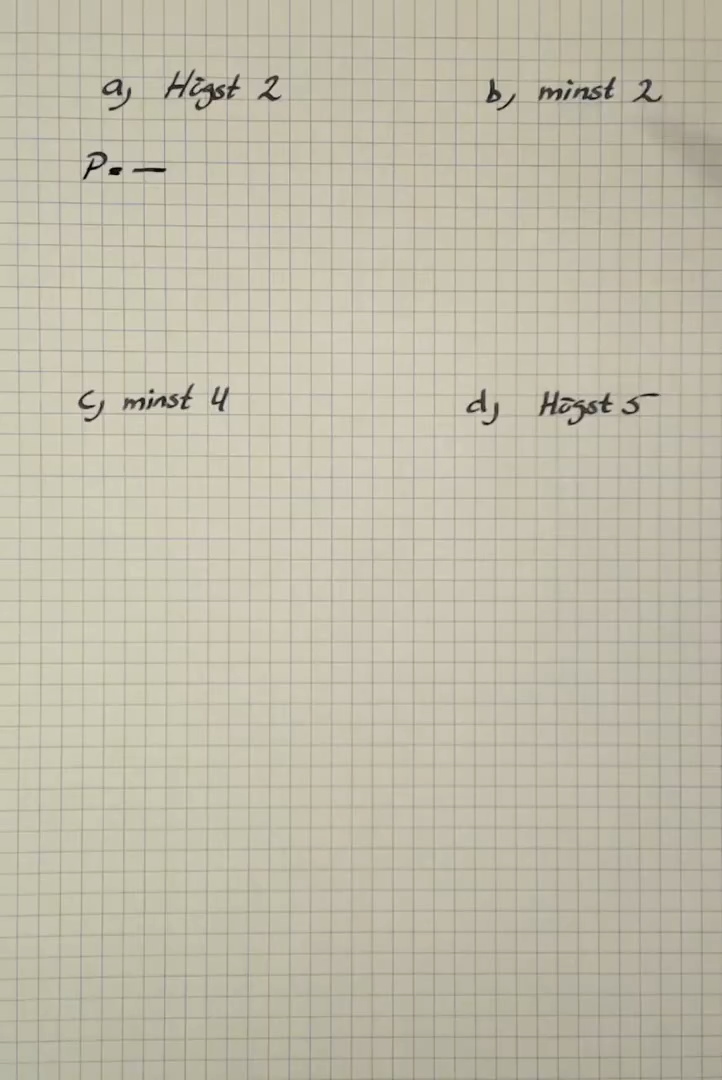 a, Högst 2
b, minst 2
P = —
c, minst 4
d, Högst 5